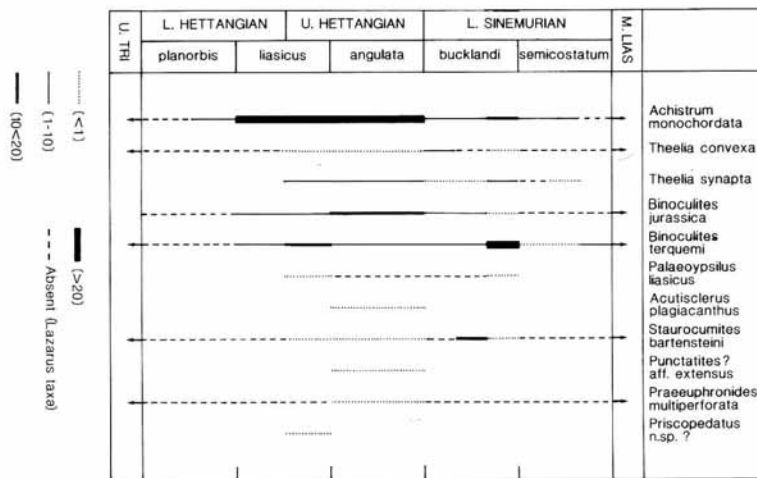 U. TRI
L. HETTANGIAN
U. HETTANGIAN
L. SINEMURIAN
M. LIAS
planorbis
liasicus
angulata
bucklandi
semicostatum
Achistrum
monochordata
Theelia convexa
Theelia synapta
Binoculites
jurassica
Binoculites
terquemi
Palaeoypsilus
liasicus
Acutisclerus
plagiacanthus
Staurocumites
bartensteini
Punctatites?
aff. extensus
Praeeuphronides
multiperforata
Priscopedatus
n.sp. ?
(<1)
(1-10)
(10<20)
(>20)
Absent (Lazarus taxa)